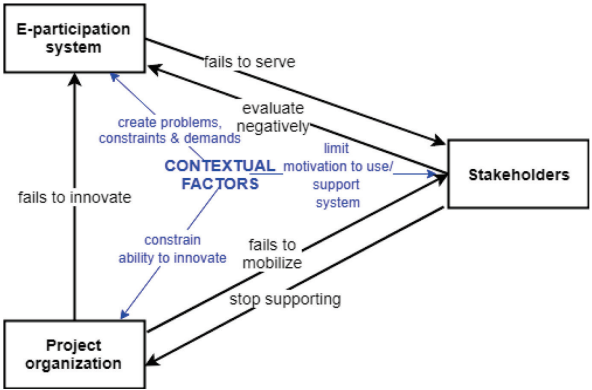 E-participation
system
fails to serve
evaluate
negatively
create problems,
constraints & demands
CONTEXTUAL
FACTORS
limit
motivation to use/
support
system
Stakeholders
fails to innovate
constrain
ability to innovate
fails to
mobilize
stop supporting
Project
organization